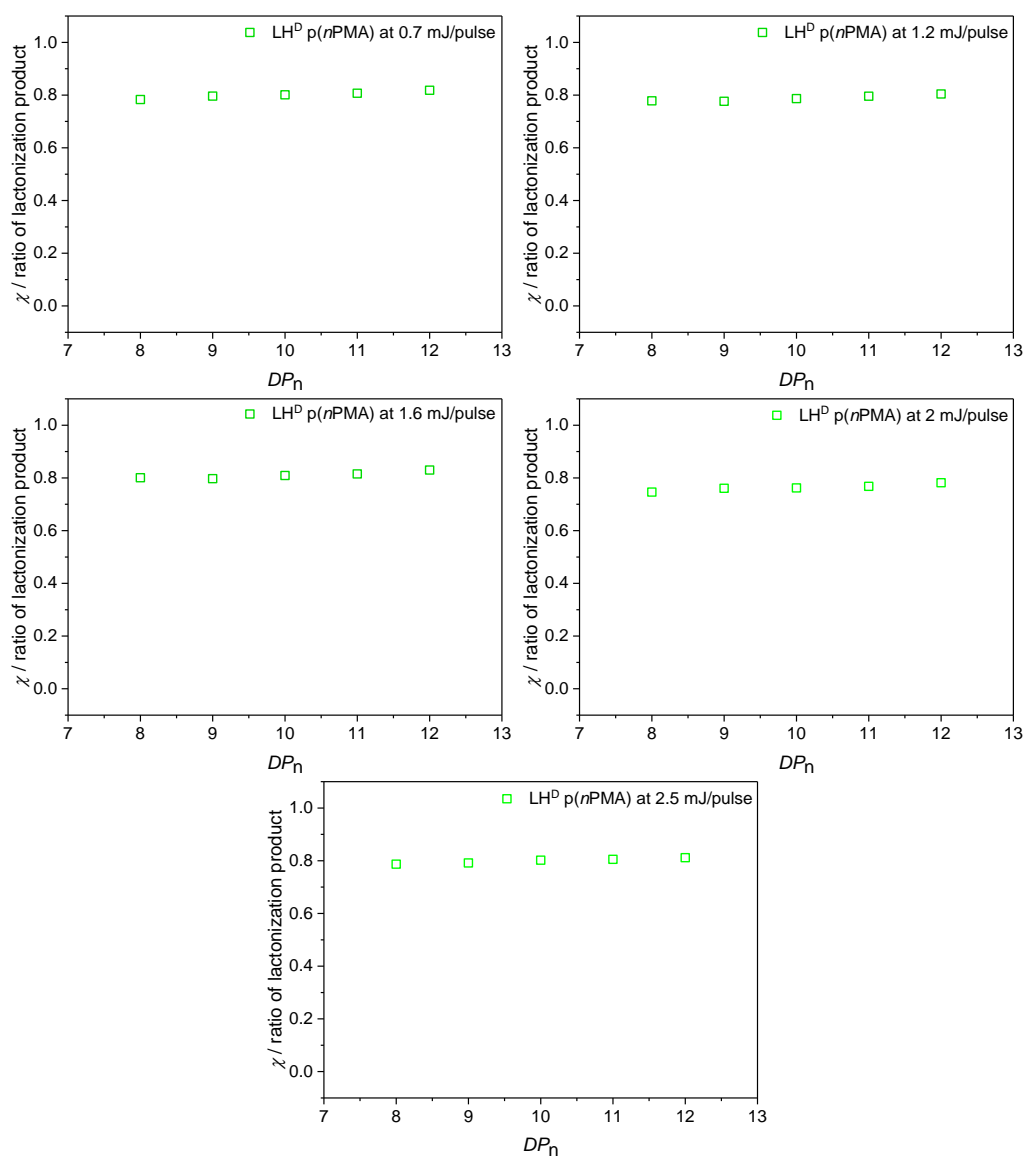 LHᴰ p(nPMA) at 0.7 mJ/pulse
1.0
0.8
0.6
0.4
0.2
0.0
χ / ratio of lactonization product
7 8 9 10 11 12 13
DPn
LHᴰ p(nPMA) at 1.2 mJ/pulse
1.0
0.8
0.6
0.4
0.2
0.0
χ / ratio of lactonization product
7 8 9 10 11 12 13
DPn
LHᴰ p(nPMA) at 1.6 mJ/pulse
1.0
0.8
0.6
0.4
0.2
0.0
χ / ratio of lactonization product
7 8 9 10 11 12 13
DPn
LHᴰ p(nPMA) at 2 mJ/pulse
1.0
0.8
0.6
0.4
0.2
0.0
χ / ratio of lactonization product
7 8 9 10 11 12 13
DPn
LHᴰ p(nPMA) at 2.5 mJ/pulse
1.0
0.8
0.6
0.4
0.2
0.0
χ / ratio of lactonization product
7 8 9 10 11 12 13
DPn